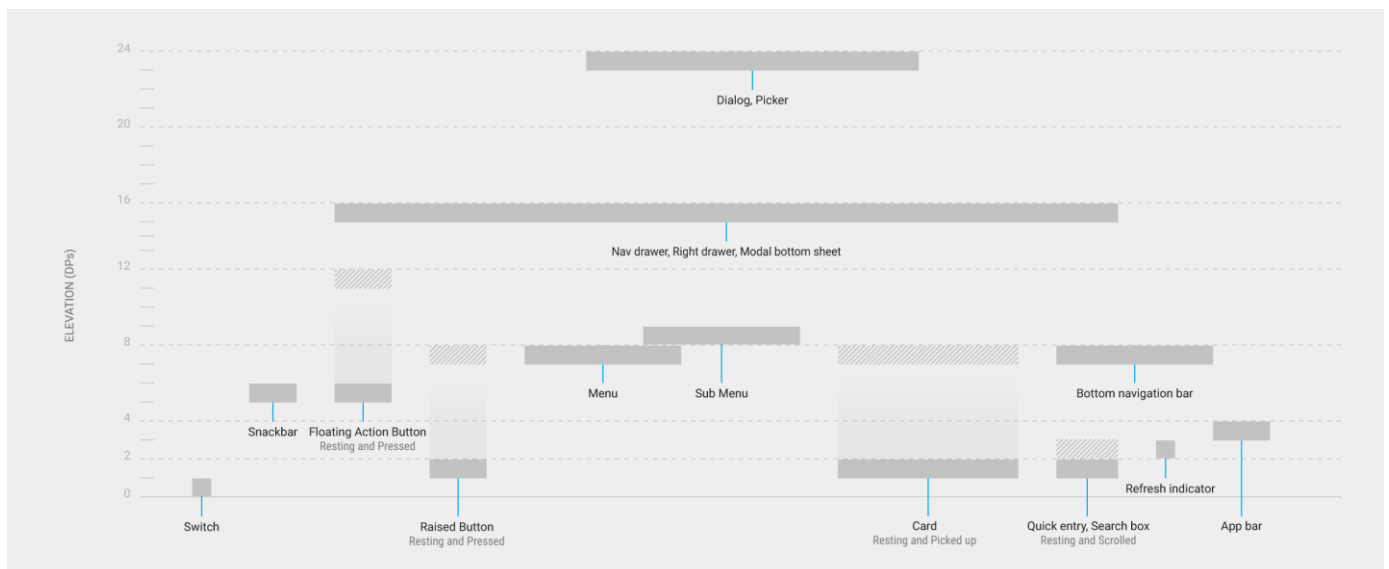 24
Dialog, Picker
20
16
Nav drawer, Right drawer, Modal bottom sheet
12
ELEVATION (DPs)
8
Menu
Sub Menu
Bottom navigation bar
4
Snackbar
Floating Action Button
Resting and Pressed
2
Refresh indicator
0
Switch
Raised Button
Resting and Pressed
Card
Resting and Picked up
Quick entry, Search box
Resting and Scrolled
App bar